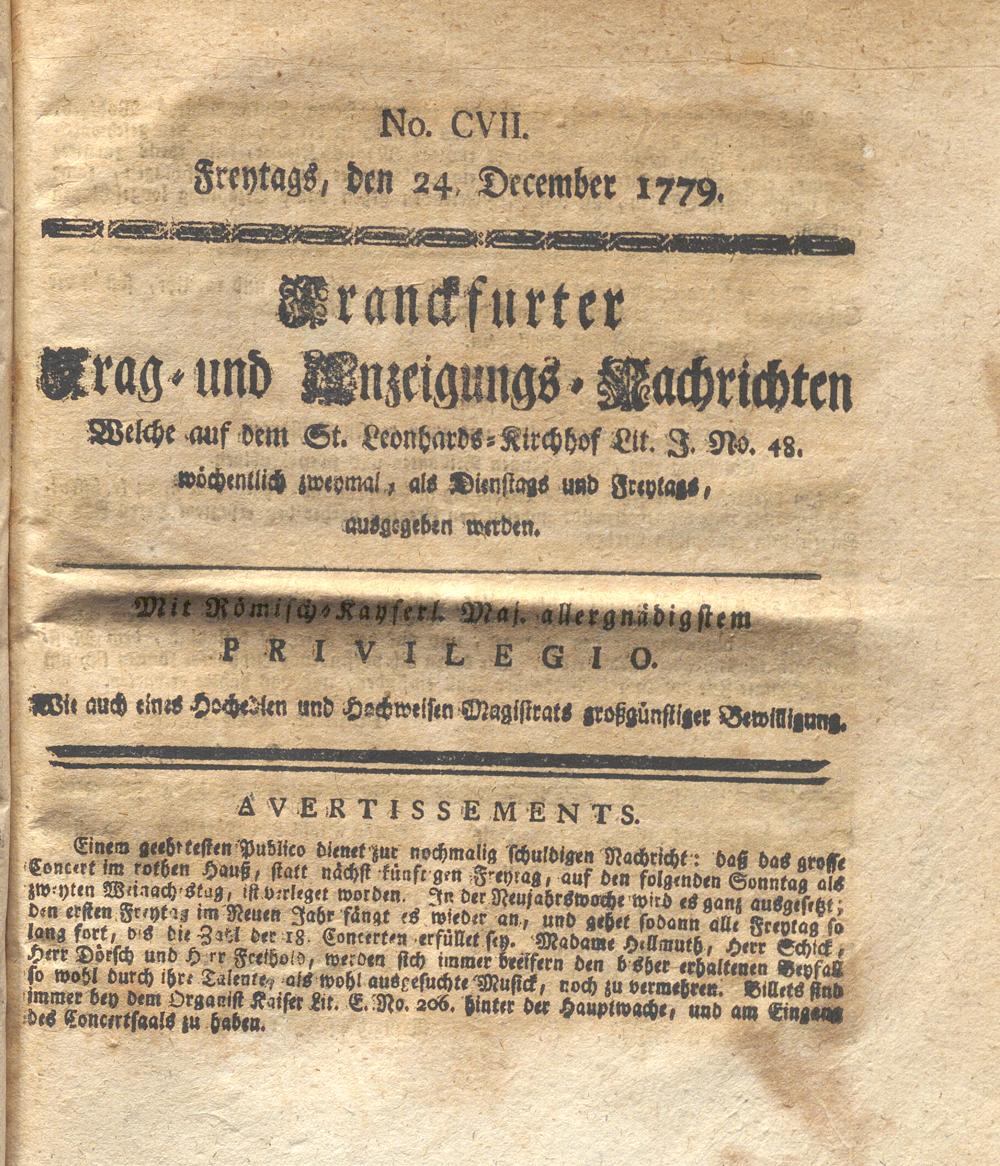 No. CVII.
Freytags, den 24. December 1779.
Franckfurter
Frag- und Anzeigungs-Nachrichten
Welche auf dem St. Leonhards-Kirchhof Lit. J. No. 48.
wöchentlich zweymal, als Dienstags und Freytags,
ausgegeben werden.
Mit Römisch-Kayserl. Maj. allergnädigstem
PRIVILEGIO.
Wie auch eines Hochedlen und Hochweisen Magistrats großgünstiger Bewilligung.
AVERTISSEMENTS.
Einem geehrtesten Publico dienet zur nochmalig schuldigen Nachricht: daß das grosse
Concert im rothen Hauß, statt nächst künftigen Freytag, auf den folgenden Sonntag als
zweyten Weinachtstag, ist verleget worden. In der Neujahrswoche wird es ganz ausgesetzt;
den ersten Freytag im Neuen Jahr fängt es wieder an, und gehet sodann alle Freytag so
lang fort, bis die Zahl der 18. Concerten erfüllet sey. Madame Hellmuth, Herr Schick,
Herr Dörsch und Herr Freihold, werden sich immer beeifern den bisher erhaltenen Beyfall
so wohl durch ihre Talente, als wohl ausgesuchte Musick, noch zu vermehren. Billets sind
immer bey dem Organist Kaiser Lit. E. No. 206. hinter der Hauptwache, und am Eingang
des Concertsaals zu haben.